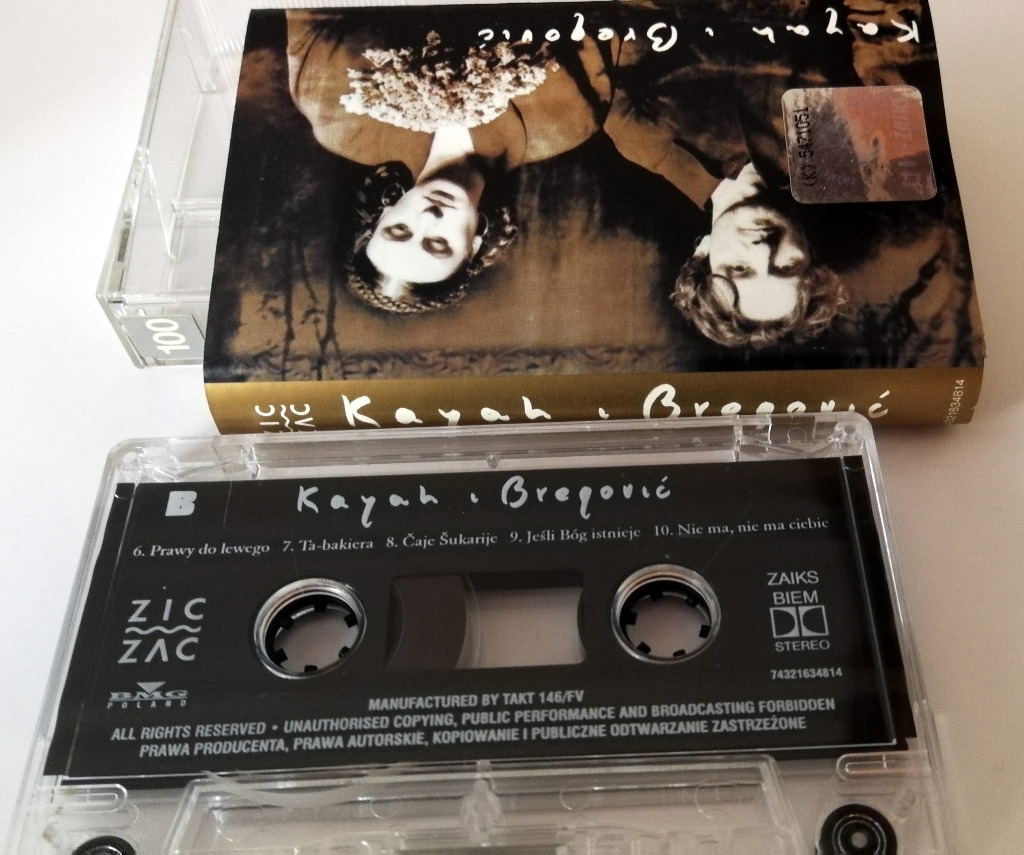 Kayah i Bregović
(K) 5421051
100
ZIC
ZAC
Kayah i Bregović
B
Kayah i Bregović
6. Prawy do lewego 7. Ta-bakiera 8. Čaje Šukarije 9. Jeśli Bóg istnieje 10. Nie ma, nie ma ciebie
ZIC
ZAC
ZAIKS
BIEM
STEREO
74321634814
BMG
POLAND
MANUFACTURED BY TAKT 146/FV
ALL RIGHTS RESERVED • UNAUTHORISED COPYING, PUBLIC PERFORMANCE AND BROADCASTING FORBIDDEN
PRAWA PRODUCENTA, PRAWA AUTORSKIE, KOPIOWANIE I PUBLICZNE ODTWARZANIE ZASTRZEŻONE